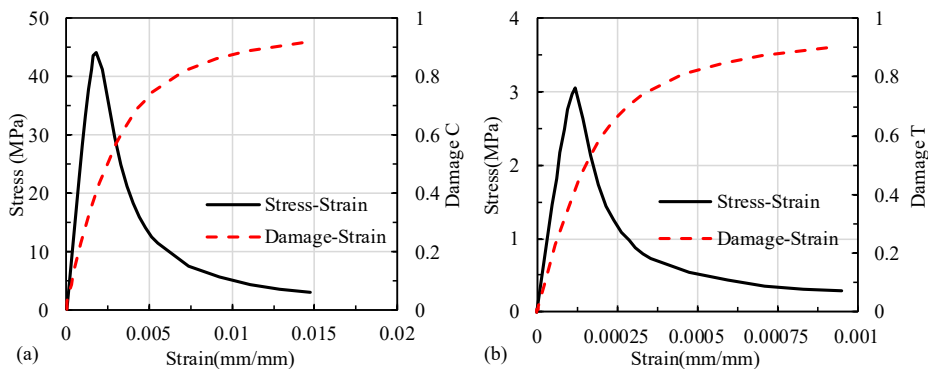 50
40
30
20
10
0
Stress (MPa)
1
0.8
0.6
0.4
0.2
0
Damage C
Stress-Strain
Damage-Strain
0 0.005 0.01 0.015 0.02
(a) Strain(mm/mm)
4
3
2
1
0
Stress(MPa)
1
0.8
0.6
0.4
0.2
0
Damage T
Stress-Strain
Damage-Strain
0 0.00025 0.0005 0.00075 0.001
(b) Strain(mm/mm)